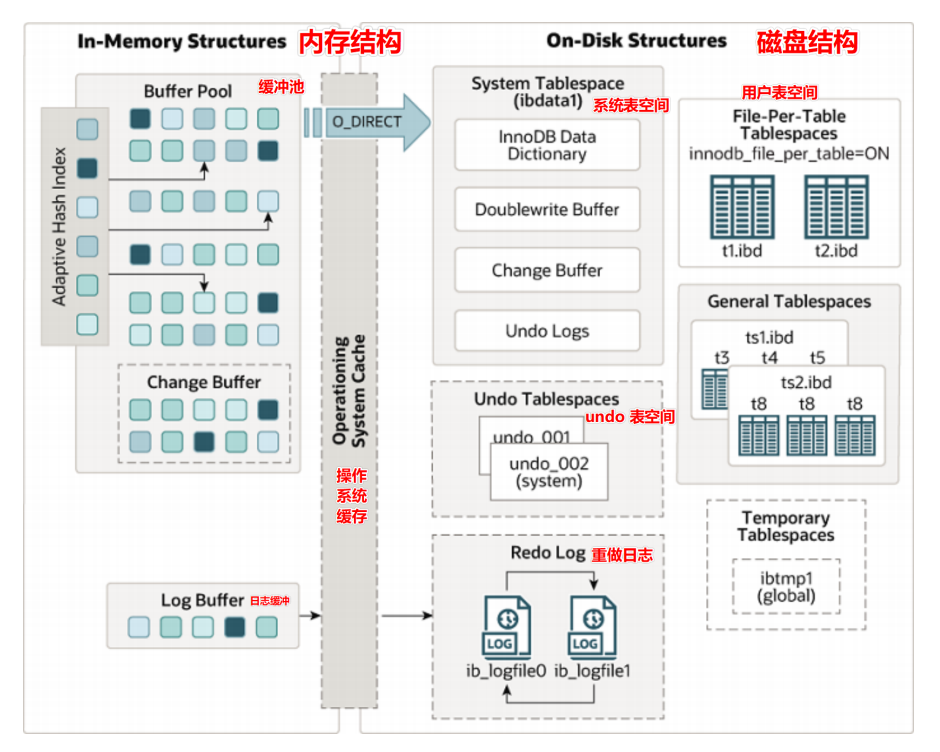 In-Memory Structures 内存结构
On-Disk Structures 磁盘结构
Buffer Pool 缓冲池
Adaptive Hash Index
Change Buffer
Log Buffer 日志缓冲
O_DIRECT
Operationing
System Cache
操作
系统
缓存
System Tablespace
(ibdata1) 系统表空间
InnoDB Data
Dictionary
Doublewrite Buffer
Change Buffer
Undo Logs
Undo Tablespaces
undo 表空间
undo_001
undo_002
(system)
Redo Log 重做日志
LOG
LOG
ib_logfile0 ib_logfile1
用户表空间
File-Per-Table
Tablespaces
innodb_file_per_table=ON
t1.ibd t2.ibd
General Tablespaces
ts1.ibd
t3 t4 t5
ts2.ibd
t8 t8 t8
Temporary
Tablespaces
ibtmp1
(global)